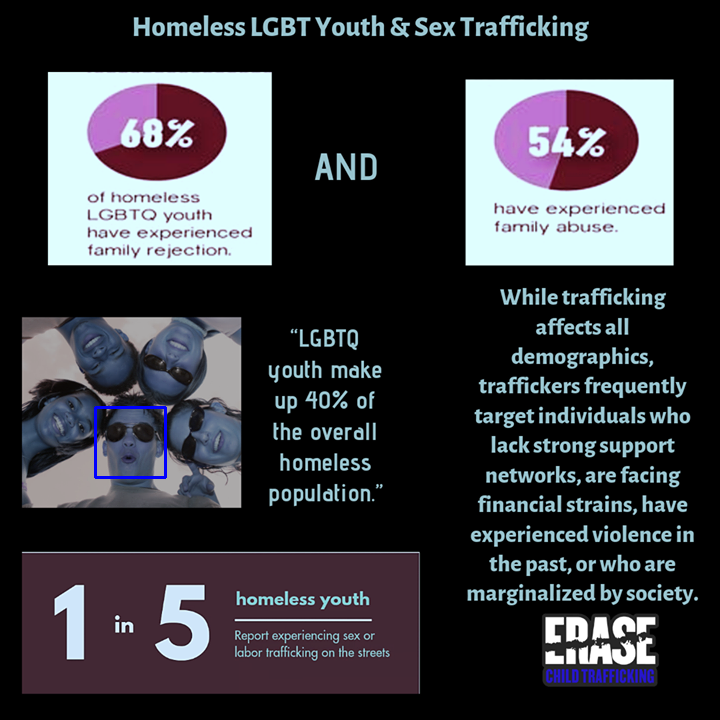 Homeless LGBT Youth & Sex Trafficking
68%
of homeless
LGBTQ youth
have experienced
family rejection.
AND
54%
have experienced
family abuse.
"LGBTQ
youth make
up 40% of
the overall
homeless
population."
While trafficking
affects all
demographics,
traffickers frequently
target individuals who
lack strong support
networks, are facing
financial strains, have
experienced violence in
the past, or who are
marginalized by society.
1 in 5
homeless youth
Report experiencing sex or
labor trafficking on the streets
ERASE
CHILD TRAFFICKING